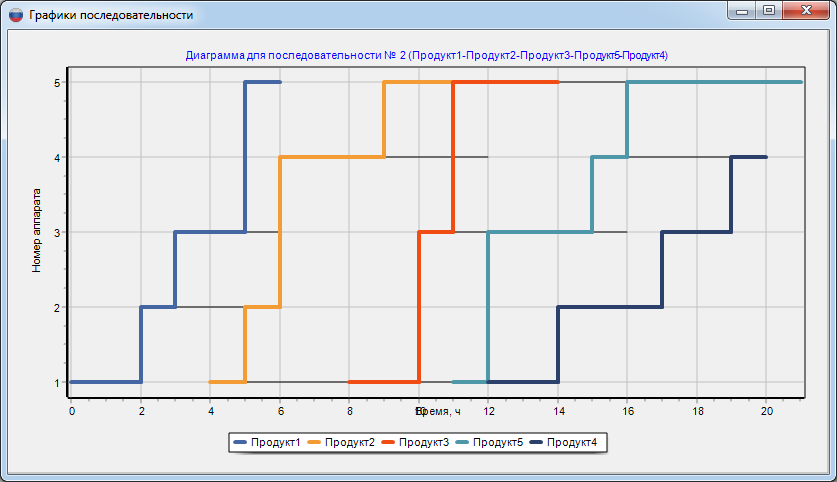 Графики последовательности
Диаграмма для последовательности № 2 (Продукт1-Продукт2-Продукт3-Продукт5-Продукт4)
5
4
3
2
1
Номер аппарата
0 2 4 6 8 10 12 14 16 18 20
Время, ч
Продукт1 Продукт2 Продукт3 Продукт5 Продукт4